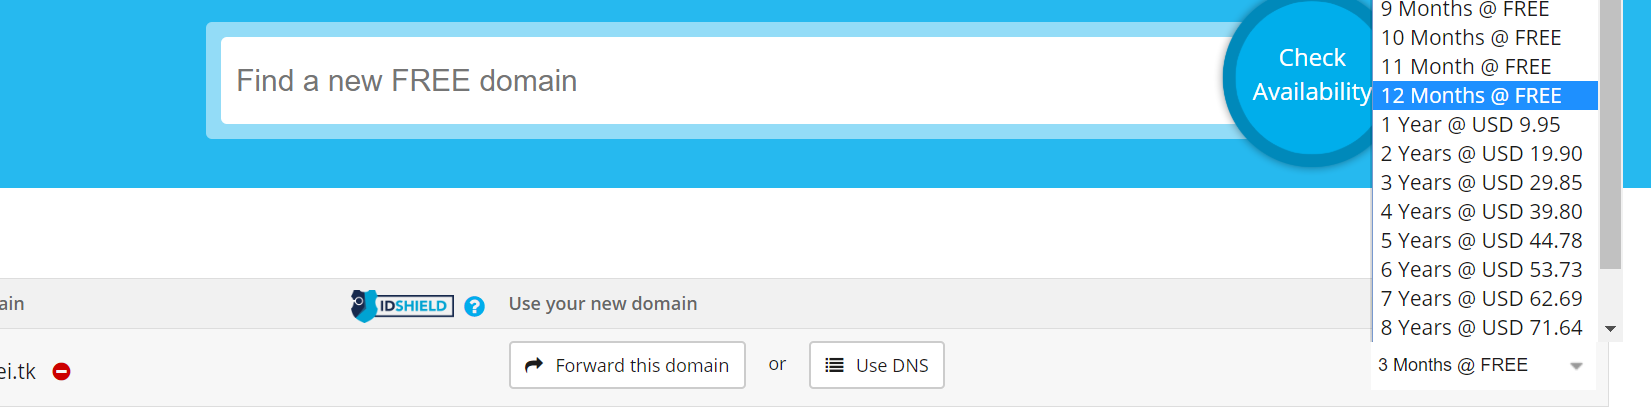 Find a new FREE domain
Check
Availability
9 Months @ FREE
10 Months @ FREE
11 Month @ FREE
12 Months @ FREE
1 Year @ USD 9.95
2 Years @ USD 19.90
3 Years @ USD 29.85
4 Years @ USD 39.80
5 Years @ USD 44.78
6 Years @ USD 53.73
7 Years @ USD 62.69
8 Years @ USD 71.64
ain
IDSHIELD
?
Use your new domain
ei.tk
Forward this domain
or
Use DNS
3 Months @ FREE